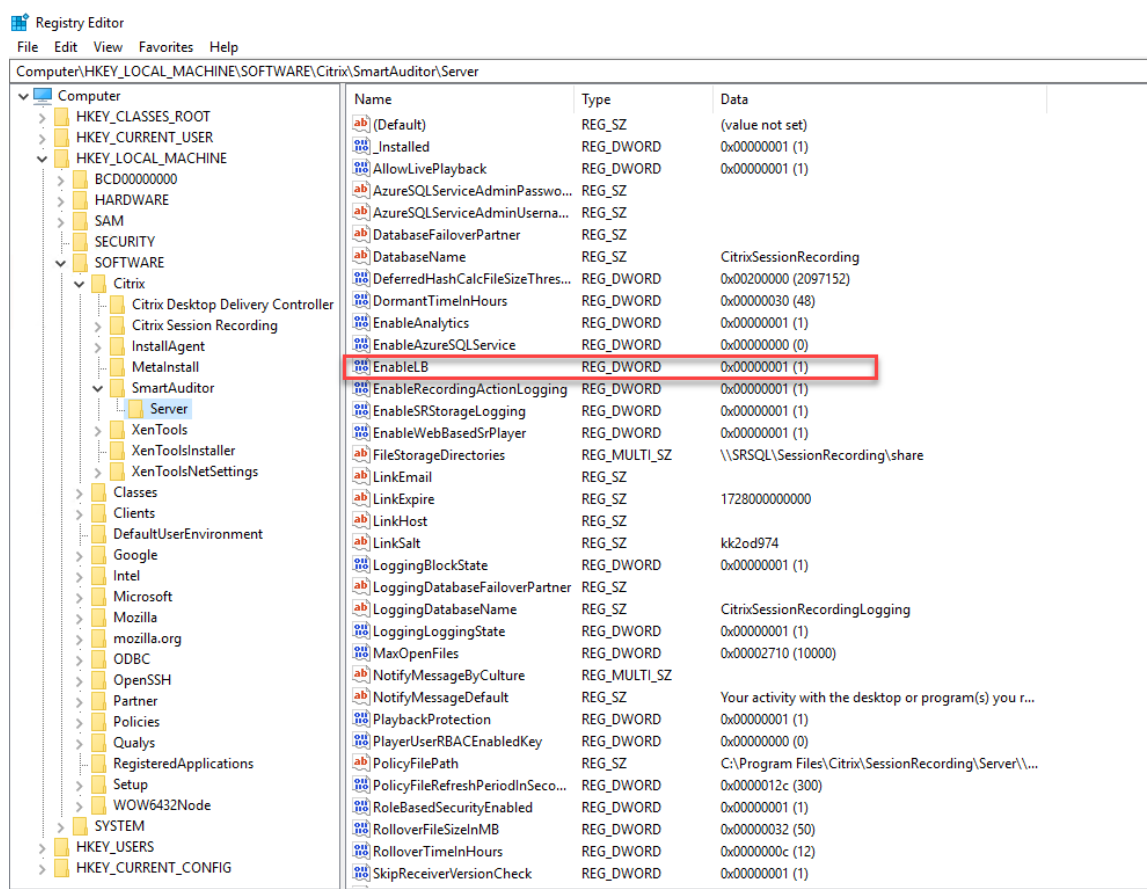 Registry Editor
File Edit View Favorites Help
Computer\HKEY_LOCAL_MACHINE\SOFTWARE\Citrix\SmartAuditor\Server
Computer
HKEY_CLASSES_ROOT
HKEY_CURRENT_USER
HKEY_LOCAL_MACHINE
BCD00000000
HARDWARE
SAM
SECURITY
SOFTWARE
Citrix
Citrix Desktop Delivery Controller
Citrix Session Recording
InstallAgent
MetaInstall
SmartAuditor
Server
XenTools
XenToolsInstaller
XenToolsNetSettings
Classes
Clients
DefaultUserEnvironment
Google
Intel
Microsoft
Mozilla
mozilla.org
ODBC
OpenSSH
Partner
Policies
Qualys
RegisteredApplications
Setup
WOW6432Node
SYSTEM
HKEY_USERS
HKEY_CURRENT_CONFIG
Name Type Data
(Default) REG_SZ (value not set)
_Installed REG_DWORD 0x00000001 (1)
AllowLivePlayback REG_DWORD 0x00000001 (1)
AzureSQLServiceAdminPasswo... REG_SZ
AzureSQLServiceAdminUserna... REG_SZ
DatabaseFailoverPartner REG_SZ
DatabaseName REG_SZ CitrixSessionRecording
DeferredHashCalcFileSizeThres... REG_DWORD 0x00200000 (2097152)
DormantTimeInHours REG_DWORD 0x00000030 (48)
EnableAnalytics REG_DWORD 0x00000001 (1)
EnableAzureSQLService REG_DWORD 0x00000000 (0)
EnableLB REG_DWORD 0x00000001 (1)
EnableRecordingActionLogging REG_DWORD 0x00000001 (1)
EnableSRStorageLogging REG_DWORD 0x00000001 (1)
EnableWebBasedSrPlayer REG_DWORD 0x00000001 (1)
FileStorageDirectories REG_MULTI_SZ \\SRSQL\SessionRecording\share
LinkEmail REG_SZ
LinkExpire REG_SZ 1728000000000
LinkHost REG_SZ
LinkSalt REG_SZ kk2od974
LoggingBlockState REG_DWORD 0x00000001 (1)
LoggingDatabaseFailoverPartner REG_SZ
LoggingDatabaseName REG_SZ CitrixSessionRecordingLogging
LoggingLoggingState REG_DWORD 0x00000001 (1)
MaxOpenFiles REG_DWORD 0x00002710 (10000)
NotifyMessageByCulture REG_MULTI_SZ
NotifyMessageDefault REG_SZ Your activity with the desktop or program(s) you r...
PlaybackProtection REG_DWORD 0x00000001 (1)
PlayerUserRBACEnabledKey REG_DWORD 0x00000000 (0)
PolicyFilePath REG_SZ C:\Program Files\Citrix\SessionRecording\Server\\...
PolicyFileRefreshPeriodInSeco... REG_DWORD 0x0000012c (300)
RoleBasedSecurityEnabled REG_DWORD 0x00000001 (1)
RolloverFileSizeInMB REG_DWORD 0x00000032 (50)
RolloverTimeInHours REG_DWORD 0x0000000c (12)
SkipReceiverVersionCheck REG_DWORD 0x00000001 (1)